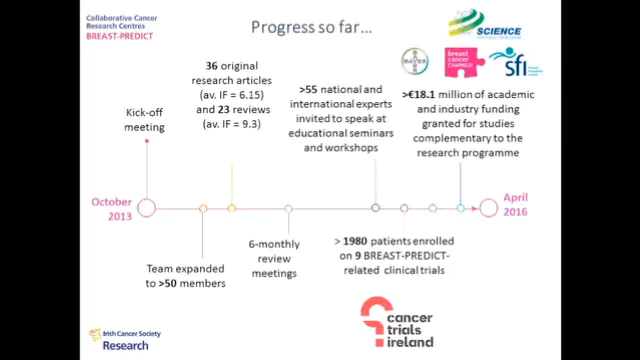 Collaborative Cancer
Research Centres
BREAST-PREDICT
Progress so far...
SCIENCE
BAYER
breast
cancer
CAMPAIGN
sfi
Kick-off
meeting
36 original
research articles
(av. IF = 6.15)
and 23 reviews
(av. IF = 9.3)
>55 national and
international experts
invited to speak at
educational seminars
and workshops
>€18.1 million of academic
and industry funding
granted for studies
complementary to the
research programme
October
2013
April
2016
Team expanded
to >50 members
6-monthly
review
meetings
> 1980 patients enrolled
on 9 BREAST-PREDICT-
related clinical trials
Irish Cancer Society
Research
cancer
trials
ireland